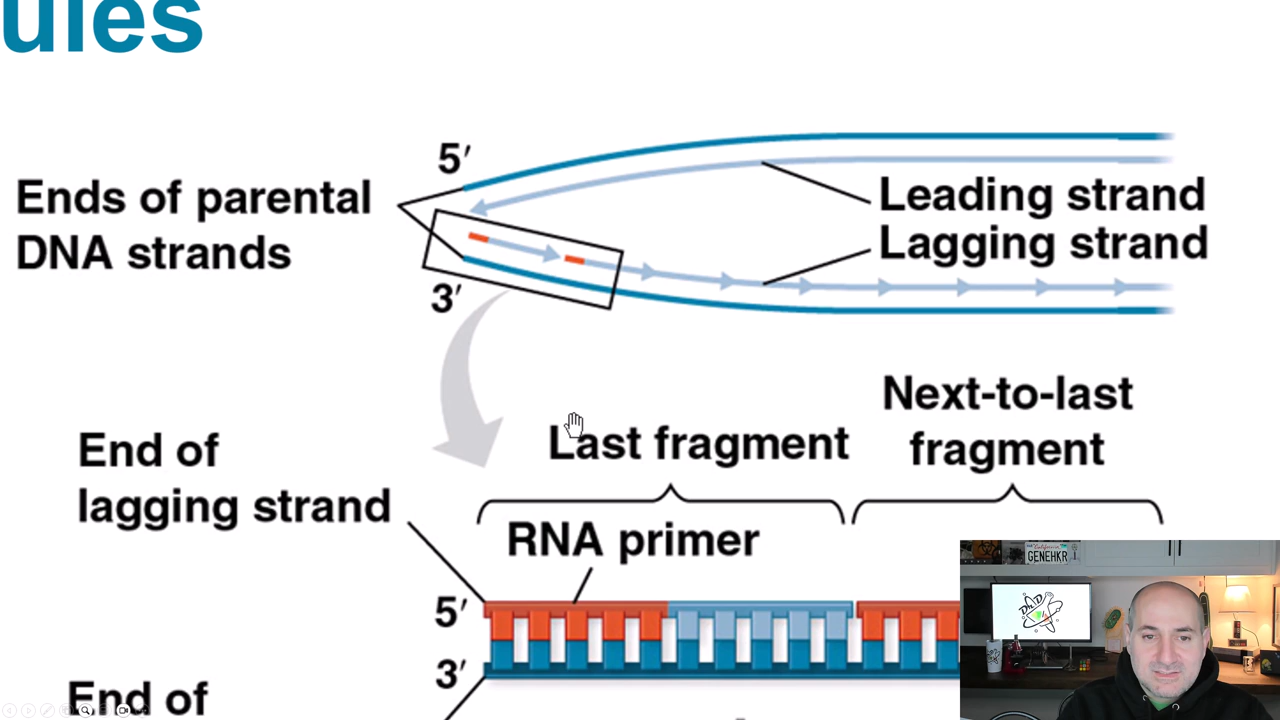 ules
5′
Ends of parental
DNA strands
Leading strand
Lagging strand
3′
Next-to-last
fragment
Last fragment
End of
lagging strand
RNA primer
5′
3′
End of
GENEHKR
Dr. D